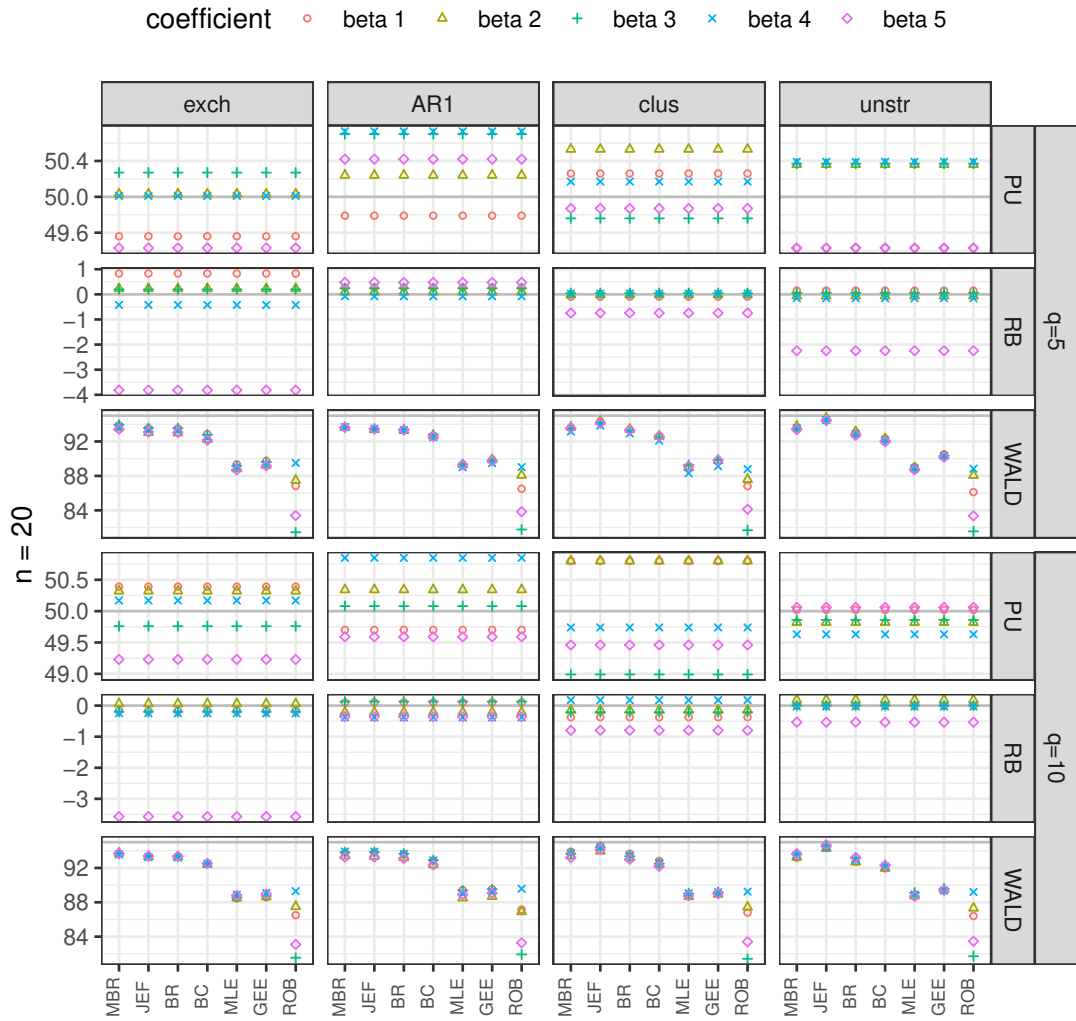 coefficient beta 1 beta 2 beta 3 beta 4 beta 5
exch AR1 clus unstr
50.4
50.0
49.6
PU
1
0
−1
−2
−3
−4
RB
q=5
92
88
84
WALD
n = 20
50.5
50.0
49.5
49.0
PU
0
−1
−2
−3
RB
q=10
92
88
84
WALD
MBR JEF BR BC MLE GEE ROB MBR JEF BR BC MLE GEE ROB MBR JEF BR BC MLE GEE ROB MBR JEF BR BC MLE GEE ROB